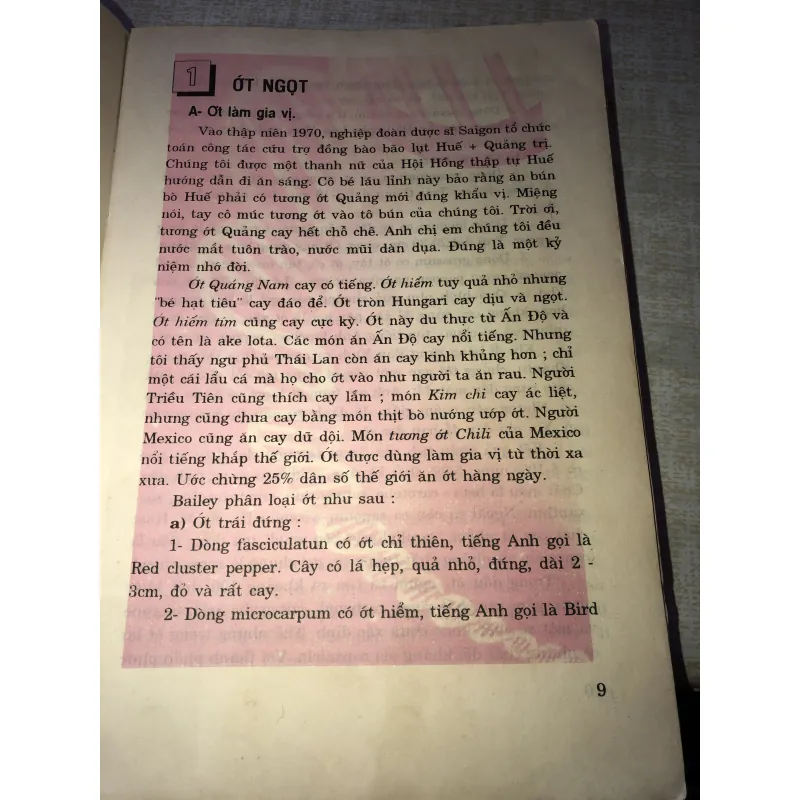 1
ỚT NGỌT
A- Ơt làm gia vị.
Vào thập niên 1970, nghiệp đoàn dược sĩ Saigon tổ chức
toán công tác cứu trợ đồng bào bão lụt Huế + Quảng trị.
Chúng tôi được một thanh nữ của Hội Hồng thập tự Huế
hướng dẫn đi ăn sáng. Cô bé láu lỉnh này bảo rằng ăn bún
bò Huế phải có tương ớt Quảng mới đúng khẩu vị. Miệng
nói, tay cô múc tương ớt vào tô bún của chúng tôi. Trời ơi,
tương ớt Quảng cay hết chỗ chê. Anh chị em chúng tôi đều
nước mắt tuôn trào, nước mũi dàn dụa. Đúng là một kỷ
niệm nhớ đời.
Ớt Quảng Nam cay có tiếng. Ớt hiểm tuy quả nhỏ nhưng
"bé hạt tiêu" cay đáo để. Ớt tròn Hungari cay dịu và ngọt.
Ớt hiểm tím cũng cay cực kỳ. Ớt này du thực từ Ấn Độ và
có tên là ake lota. Các món ăn Ấn Độ cay nổi tiếng. Nhưng
tôi thấy ngư phủ Thái Lan còn ăn cay kinh khủng hơn ; chỉ
một cái lẩu cá mà họ cho ớt vào như người ta ăn rau. Người
Triều Tiên cũng thích cay lắm ; món Kim chi cay ác liệt,
nhưng cũng chưa cay bằng món thịt bò nướng ướp ớt. Người
Mexico cũng ăn cay dữ dội. Món tương ớt Chili của Mexico
nổi tiếng khắp thế giới. Ớt được dùng làm gia vị từ thời xa
xưa. Ước chừng 25% dân số thế giới ăn ớt hàng ngày.
Bailey phân loại ớt như sau :
a) Ớt trái đứng :
1- Dòng fasciculatun có ớt chỉ thiên, tiếng Anh gọi là
Red cluster pepper. Cây có lá hẹp, quả nhỏ, đứng, dài 2 -
3cm, đỏ và rất cay.
2- Dòng microcarpum có ớt hiểm, tiếng Anh gọi là Bird
9